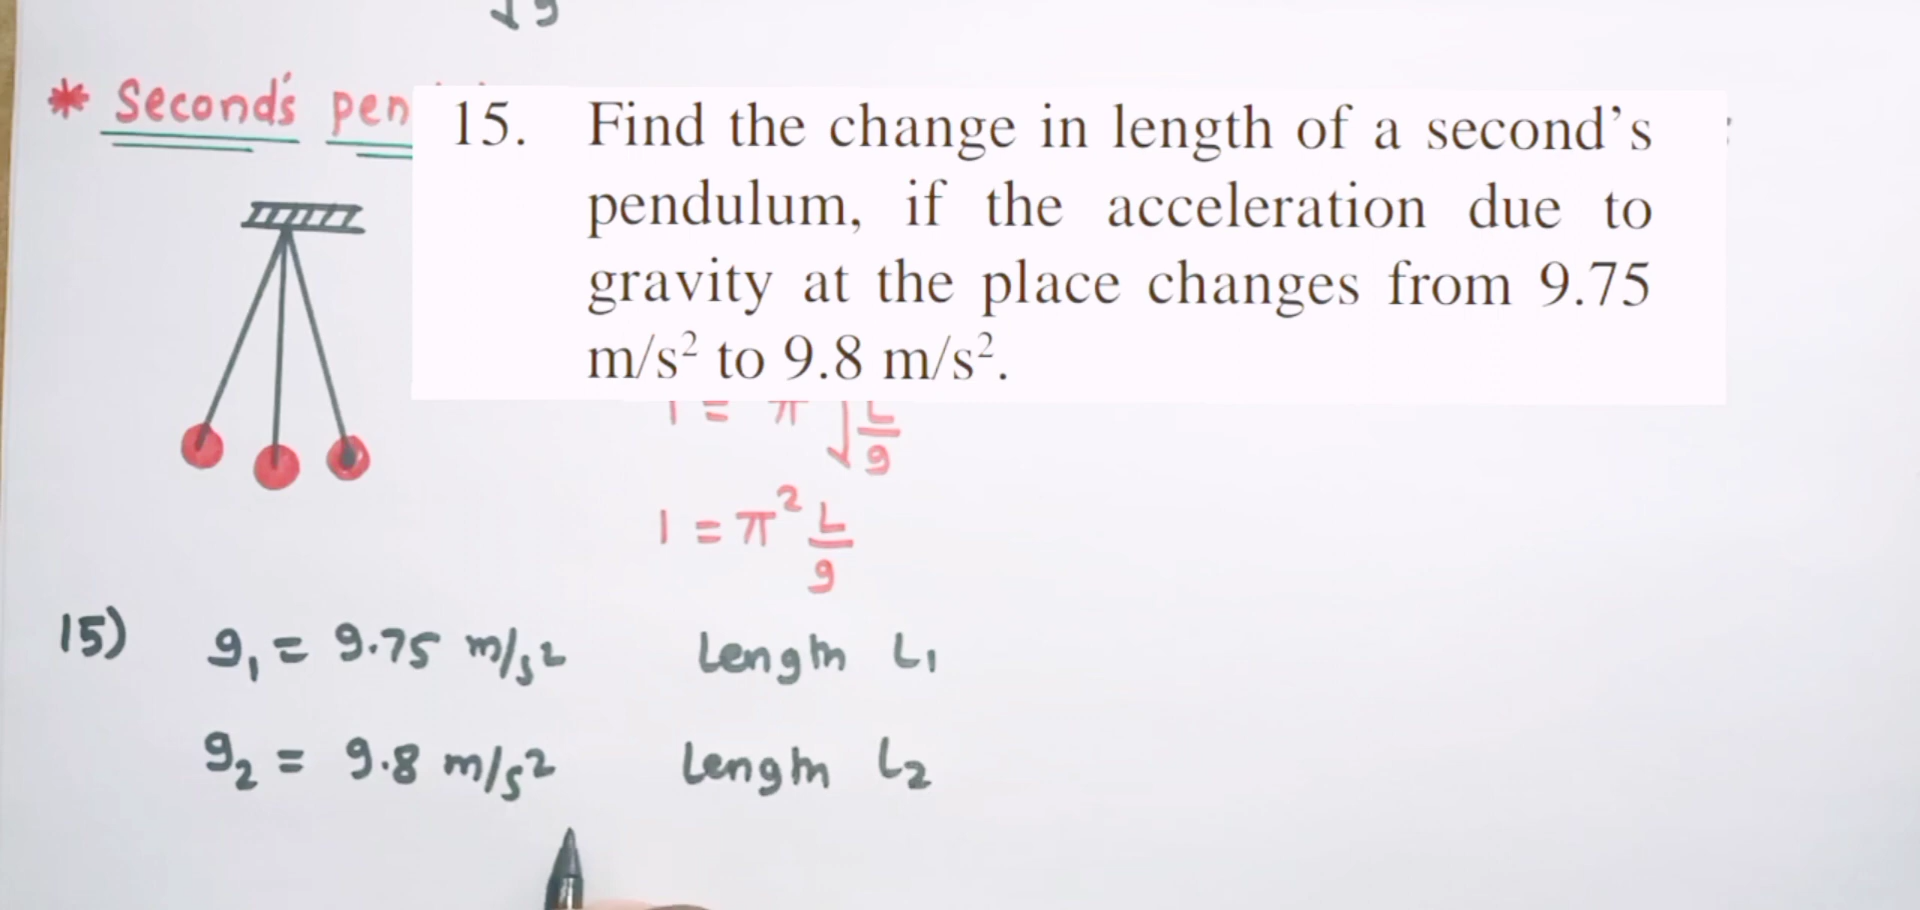 √g
* Second's pen
15. Find the change in length of a second's
pendulum, if the acceleration due to
gravity at the place changes from 9.75
m/s² to 9.8 m/s².
1 = π √L/g
1 = π² L/g
15) g₁ = 9.75 m/s² Length L₁
g₂ = 9.8 m/s² Length L₂